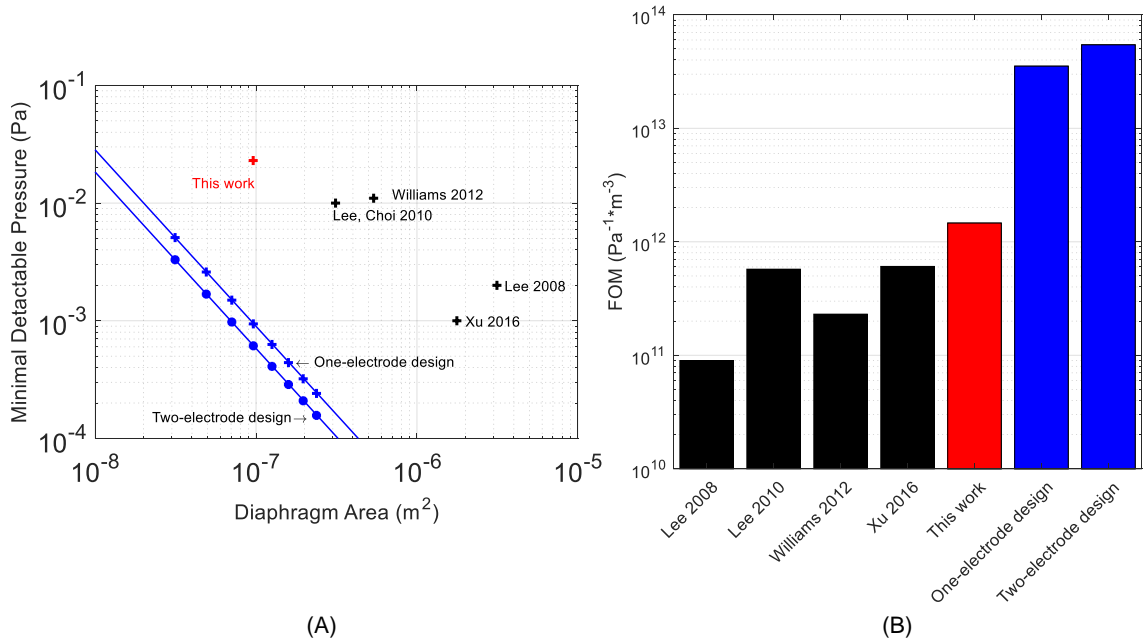 10^-1
10^-2
10^-3
10^-4
Minimal Detactable Pressure (Pa)
This work
Williams 2012
Lee, Choi 2010
Lee 2008
Xu 2016
← One-electrode design
Two-electrode design→
10^-8
10^-7
10^-6
10^-5
Diaphragm Area (m^2)
(A)
10^14
10^13
10^12
10^11
10^10
FOM (Pa^-1*m^-3)
Lee 2008
Lee 2010
Williams 2012
Xu 2016
This work
One-electrode design
Two-electrode design
(B)